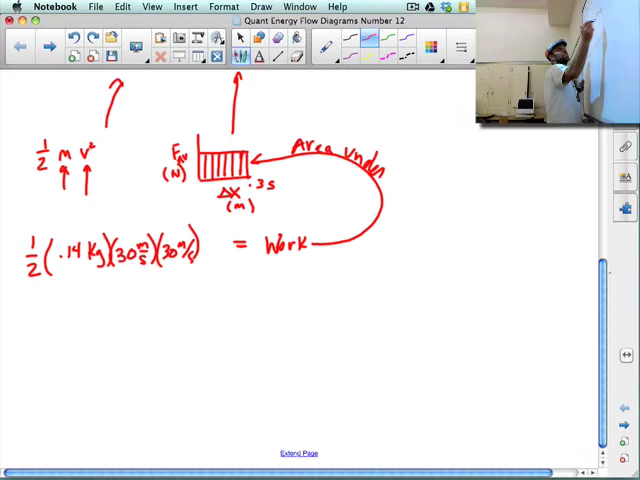 Notebook File Edit View Insert Format Draw Window Help
Quant Energy Flow Diagrams Number 12
Area under
1/2 m v²
F
(N)
Δx .35
(m)
1/2 (.14 Kg)(30 m/s)(30 m/s) = Work
Extend Page